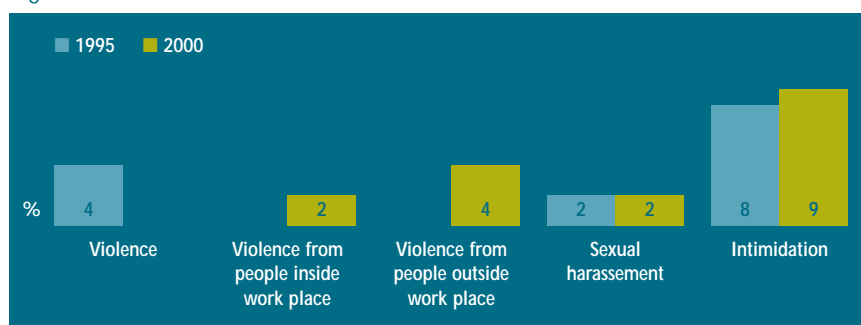 1995 2000
% 4 2 4 2 2 8 9
Violence Violence from Violence from Sexual Intimidation
people inside people outside harassement
work place work place